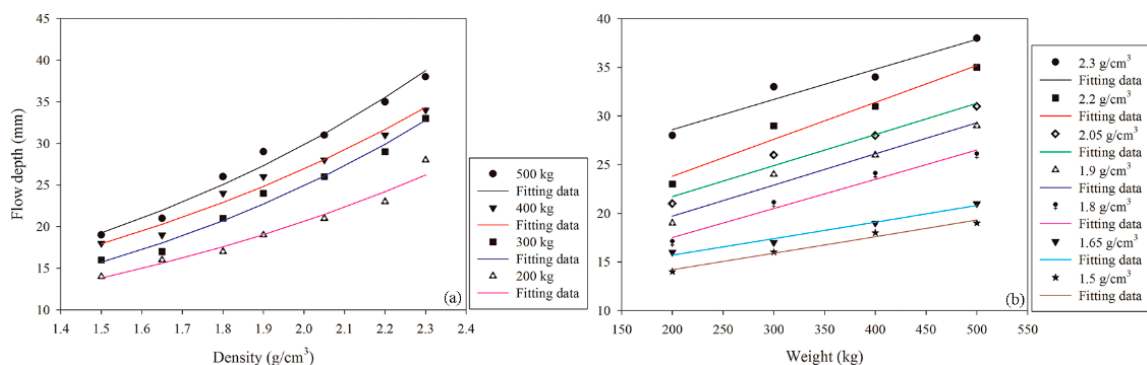 45
40
35
30
25
20
15
10
Flow depth (mm)
1.4 1.5 1.6 1.7 1.8 1.9 2.0 2.1 2.2 2.3 2.4
Density (g/cm³)
(a)
500 kg
Fitting data
400 kg
Fitting data
300 kg
Fitting data
200 kg
Fitting data
40
35
30
25
20
15
10
150 200 250 300 350 400 450 500 550
Weight (kg)
(b)
2.3 g/cm³
Fitting data
2.2 g/cm³
Fitting data
2.05 g/cm³
Fitting data
1.9 g/cm³
Fitting data
1.8 g/cm³
Fitting data
1.65 g/cm³
Fitting data
1.5 g/cm³
Fitting data